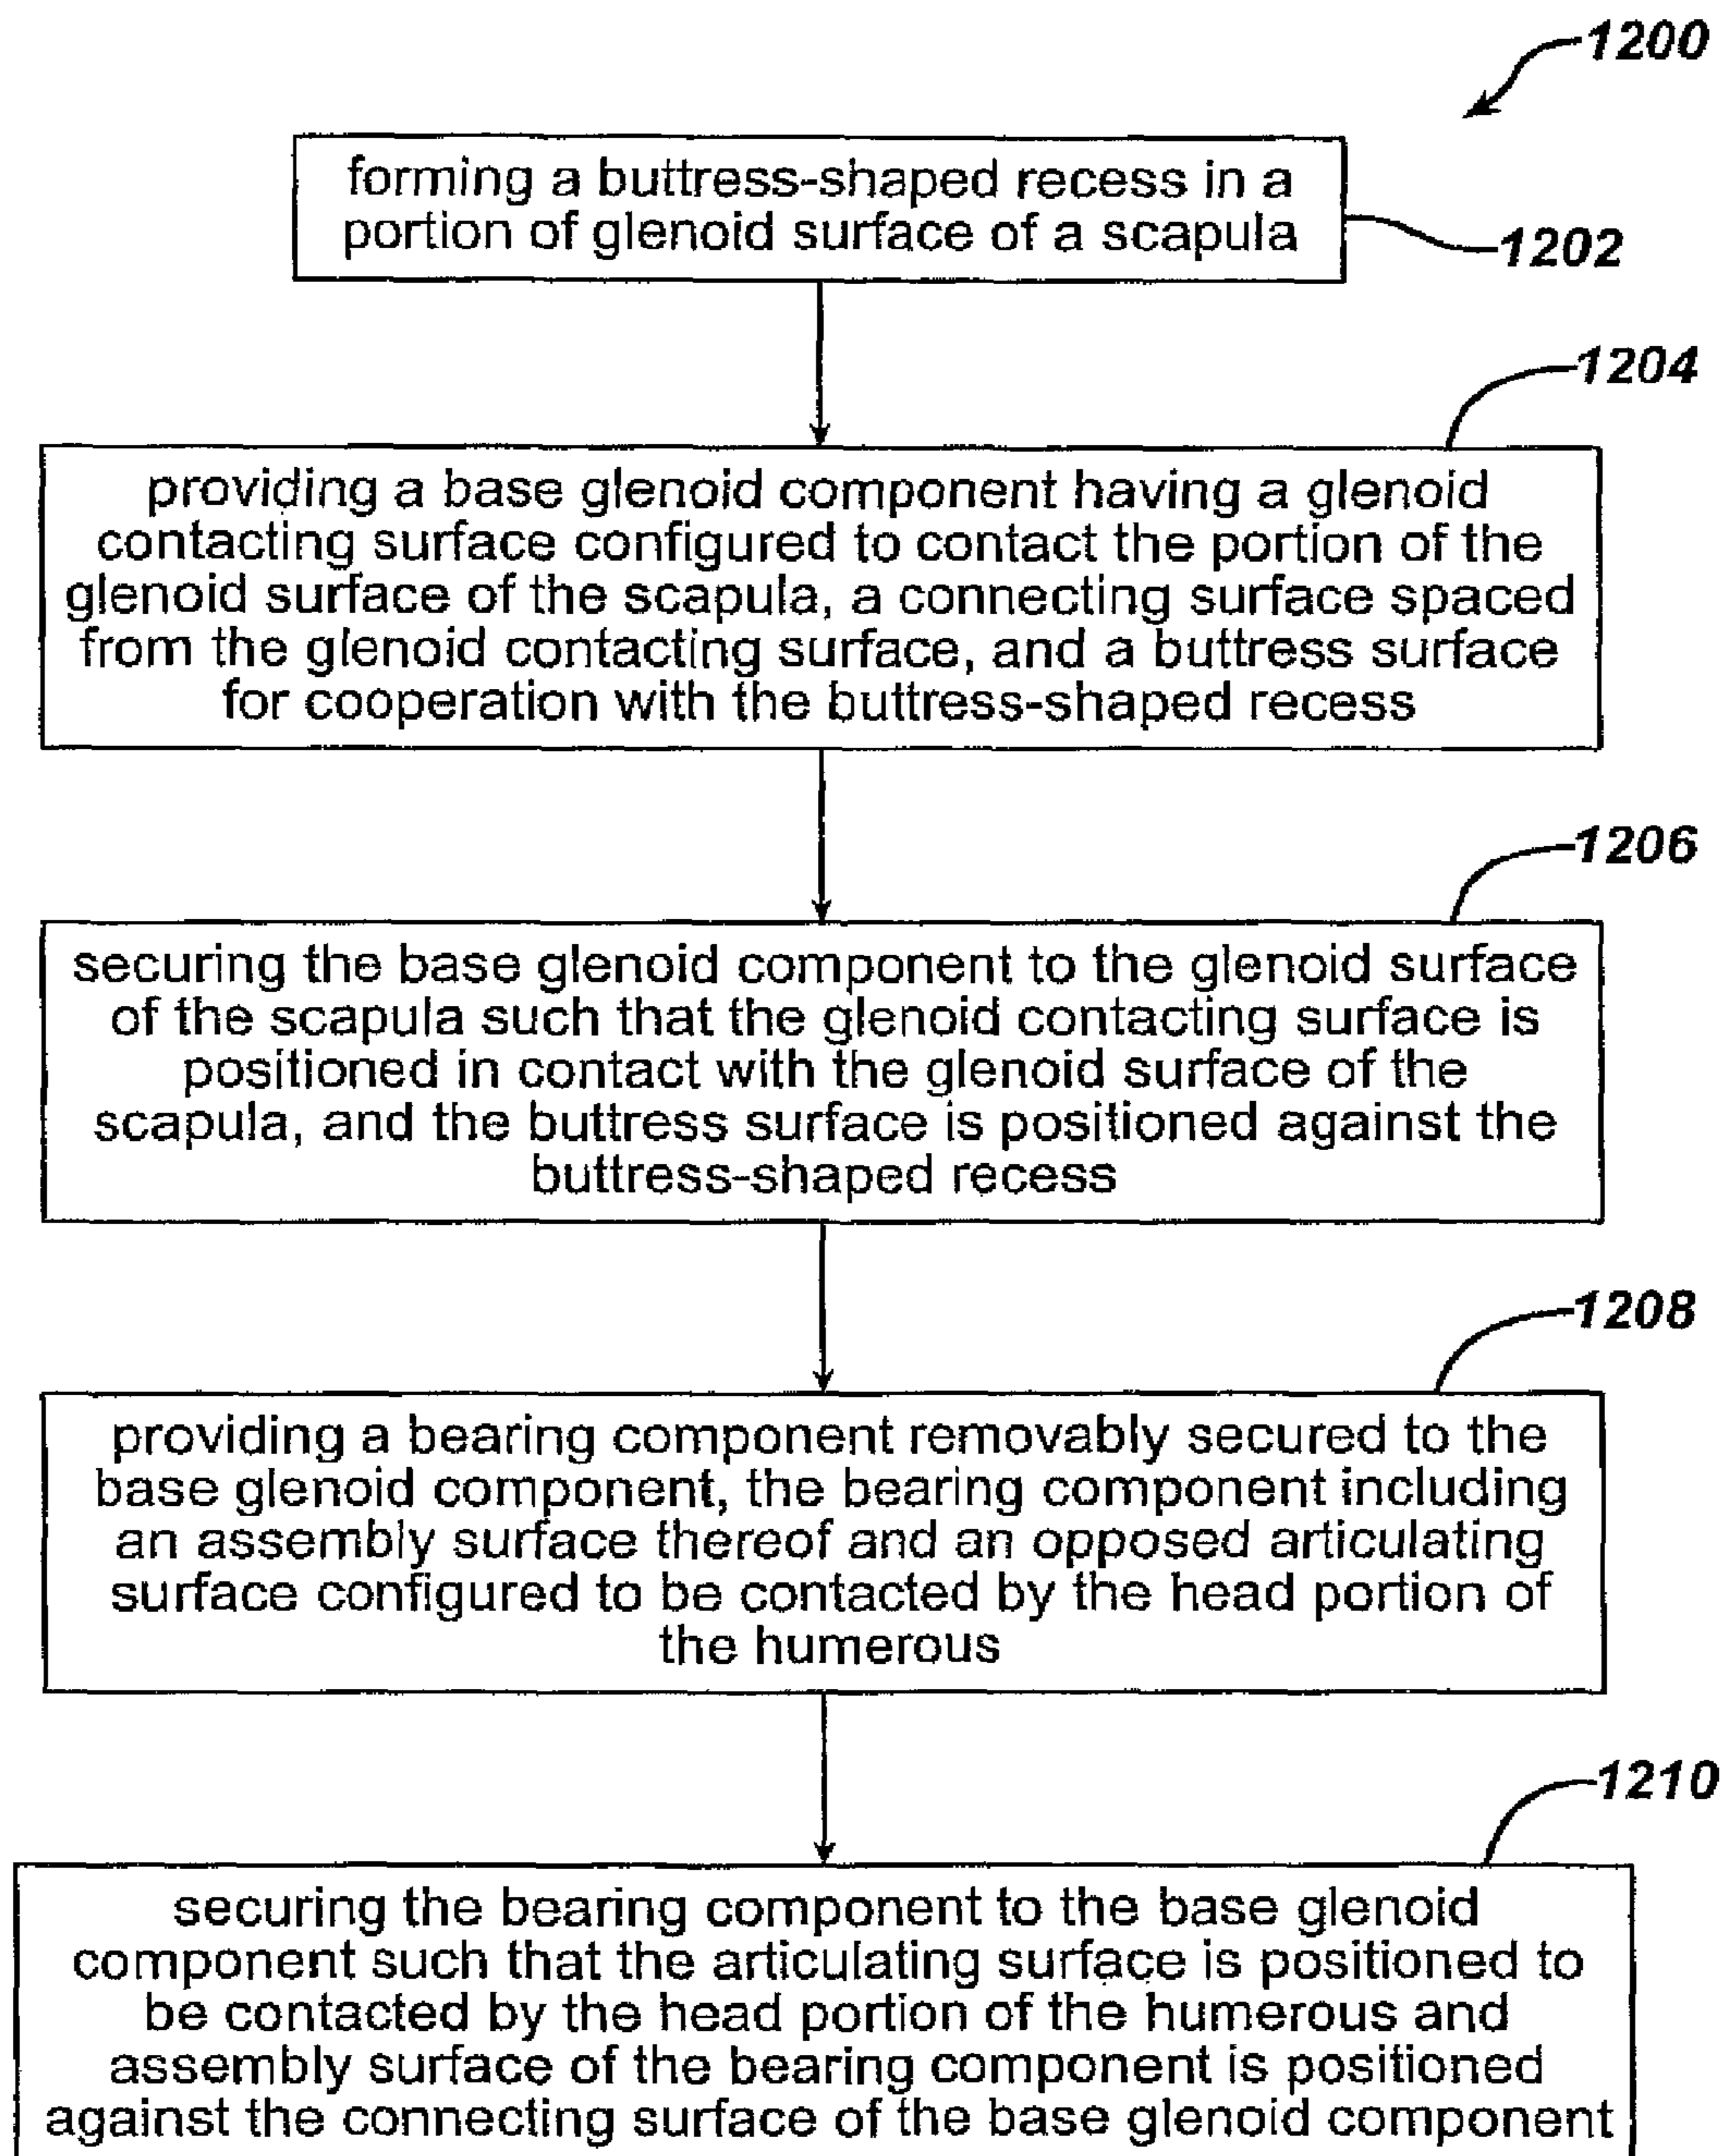 1200
forming a buttress-shaped recess in a
portion of glenoid surface of a scapula
1202
1204
providing a base glenoid component having a glenoid
contacting surface configured to contact the portion of the
glenoid surface of the scapula, a connecting surface spaced
from the glenoid contacting surface, and a buttress surface
for cooperation with the buttress-shaped recess
1206
securing the base glenoid component to the glenoid surface
of the scapula such that the glenoid contacting surface is
positioned in contact with the glenoid surface of the
scapula, and the buttress surface is positioned against the
buttress-shaped recess
1208
providing a bearing component removably secured to the
base glenoid component, the bearing component including
an assembly surface thereof and an opposed articulating
surface configured to be contacted by the head portion of
the humerous
1210
securing the bearing component to the base glenoid
component such that the articulating surface is positioned to
be contacted by the head portion of the humerous and
assembly surface of the bearing component is positioned
against the connecting surface of the base glenoid component